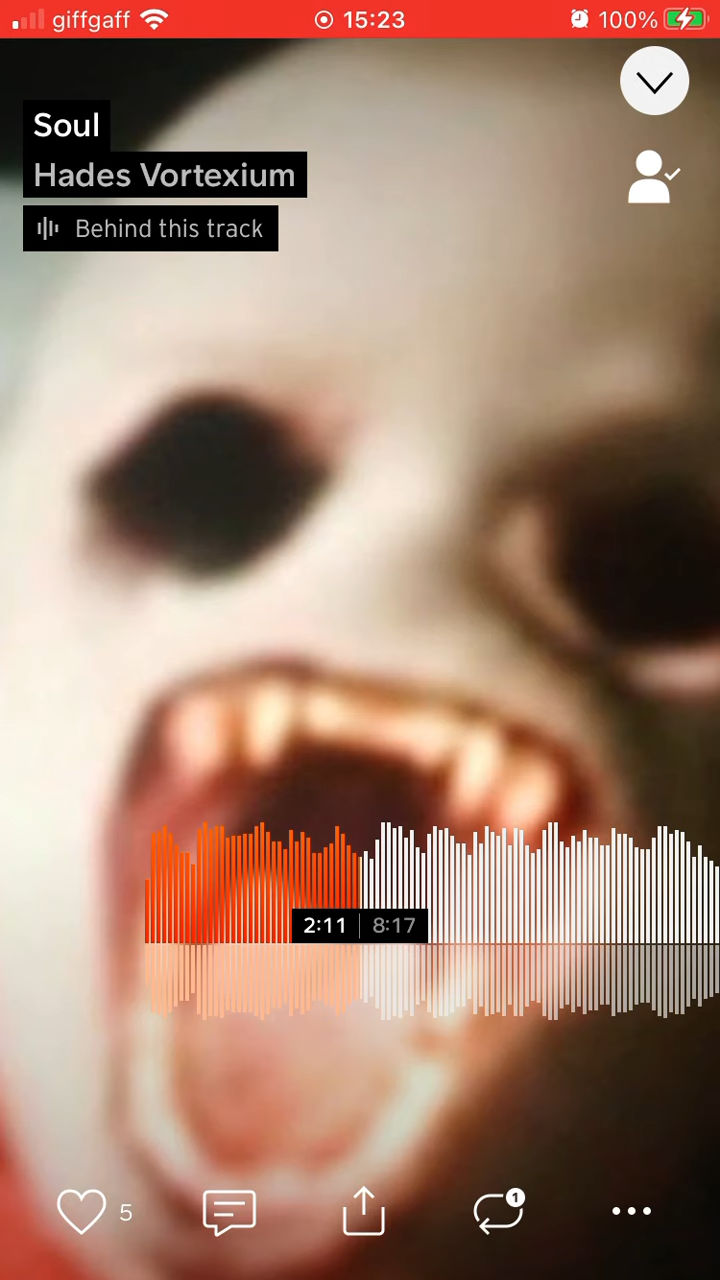 giffgaff 15:23 100%
Soul
Hades Vortexium
Behind this track
2:11 8:17
5 1